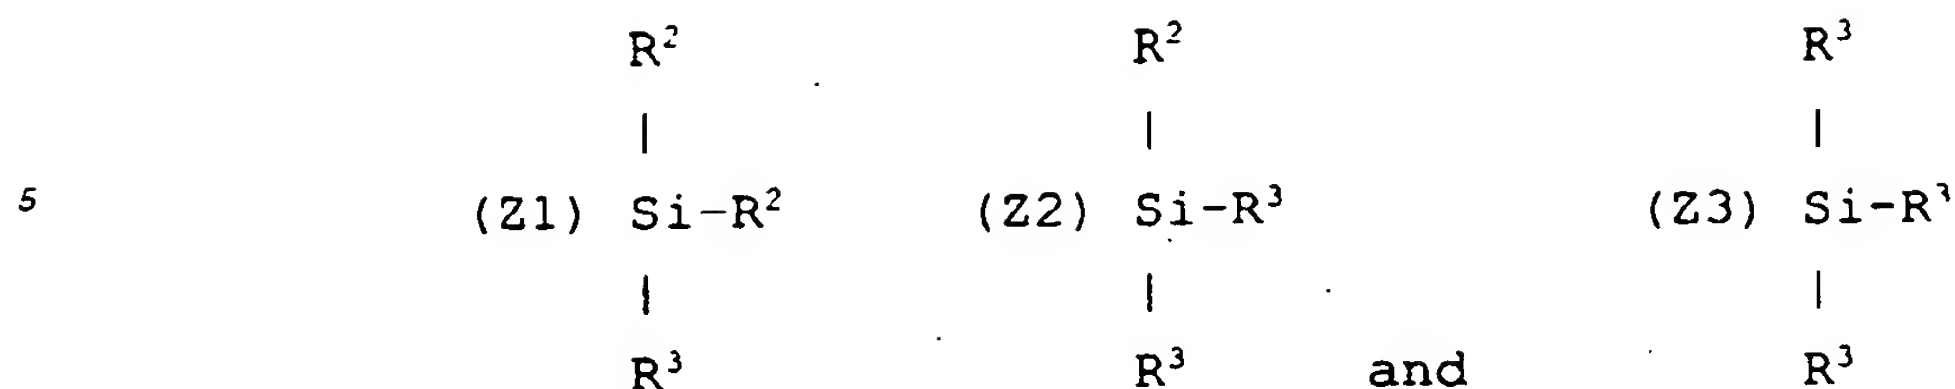 R² R² R³
| | |
5 (Z1) Si-R² (Z2) Si-R³ (Z3) Si-R³
| | |
R³ R³ and R³